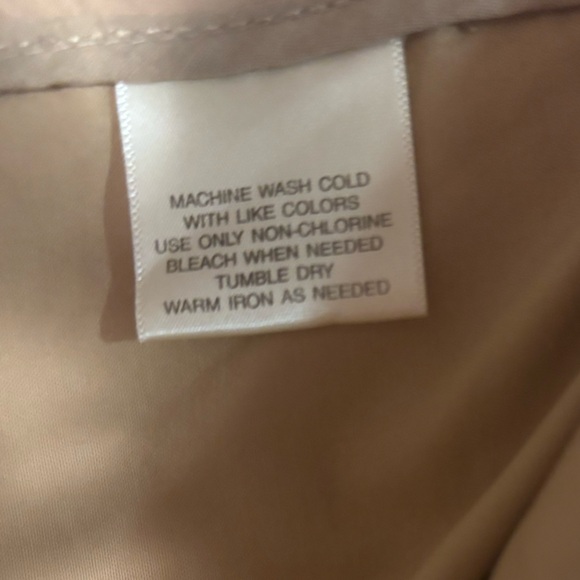 MACHINE WASH COLD
WITH LIKE COLORS
USE ONLY NON-CHLORINE
BLEACH WHEN NEEDED
TUMBLE DRY
WARM IRON AS NEEDED